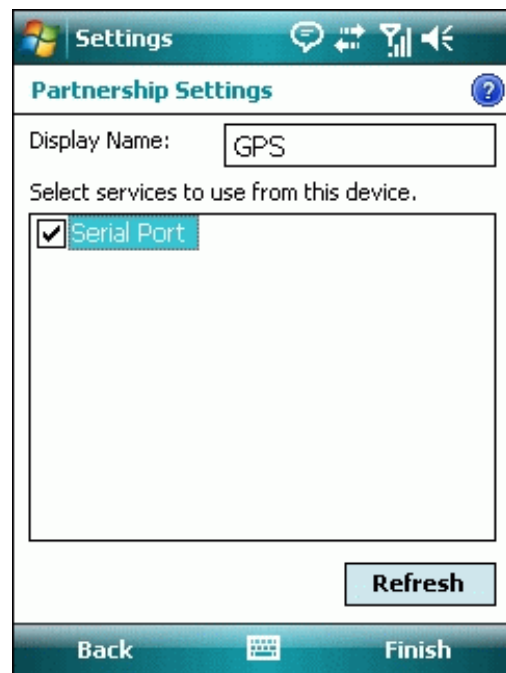 Settings
Partnership Settings ?
Display Name: GPS
Select services to use from this device.
Serial Port
Refresh
Back Finish